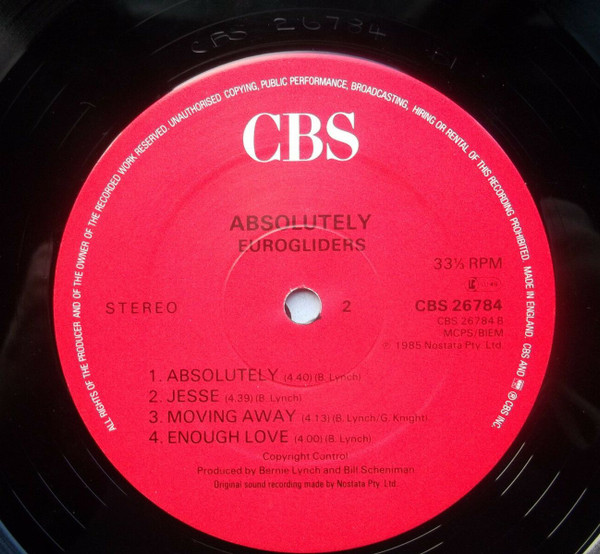 CBS 26784
ALL RIGHTS OF THE PRODUCER AND OF THE OWNER OF THE RECORDED WORK RESERVED. UNAUTHORISED COPYING, PUBLIC PERFORMANCE, BROADCASTING, HIRING OR RENTAL OF THIS RECORDING PROHIBITED. MADE IN ENGLAND. CBS AND ℗ CBS INC.
CBS
ABSOLUTELY
EUROGLIDERS
33⅓ RPM
STEREO
2
CBS 26784
CBS 26784 B
MCPS/BIEM
℗ 1985 Nostata Pty. Ltd.
1. ABSOLUTELY (4.40) (B. Lynch)
2. JESSE (4.39) (B. Lynch)
3. MOVING AWAY (4.13) (B. Lynch/G. Knight)
4. ENOUGH LOVE (4.00) (B. Lynch)
Copyright Control
Produced by Bernie Lynch and Bill Scheniman
Original sound recording made by Nostata Pty. Ltd.